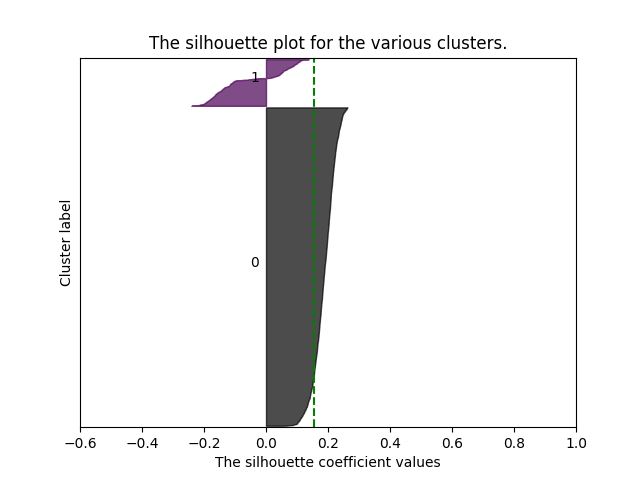 The silhouette plot for the various clusters.
1
0
Cluster label
−0.6 −0.4 −0.2 0.0 0.2 0.4 0.6 0.8 1.0
The silhouette coefficient values